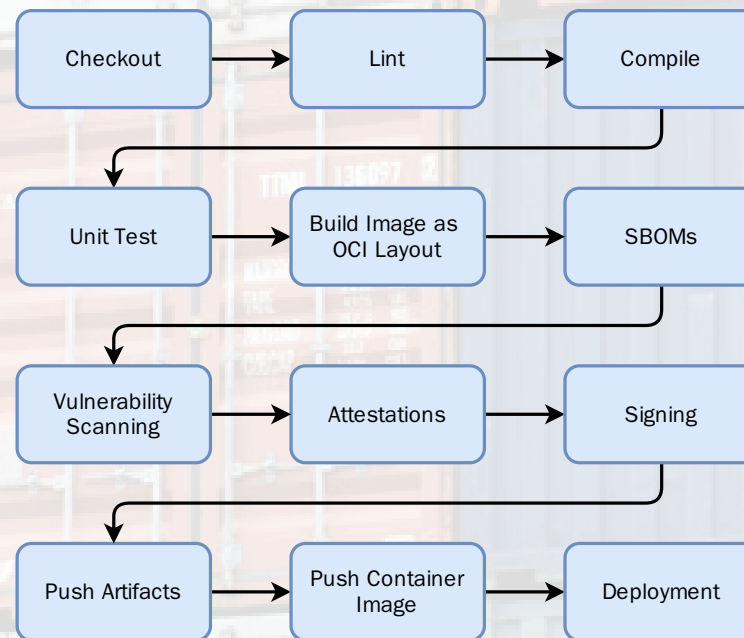 Checkout
Lint
Compile
Unit Test
Build Image as
OCI Layout
SBOMs
Vulnerability
Scanning
Attestations
Signing
Push Artifacts
Push Container
Image
Deployment